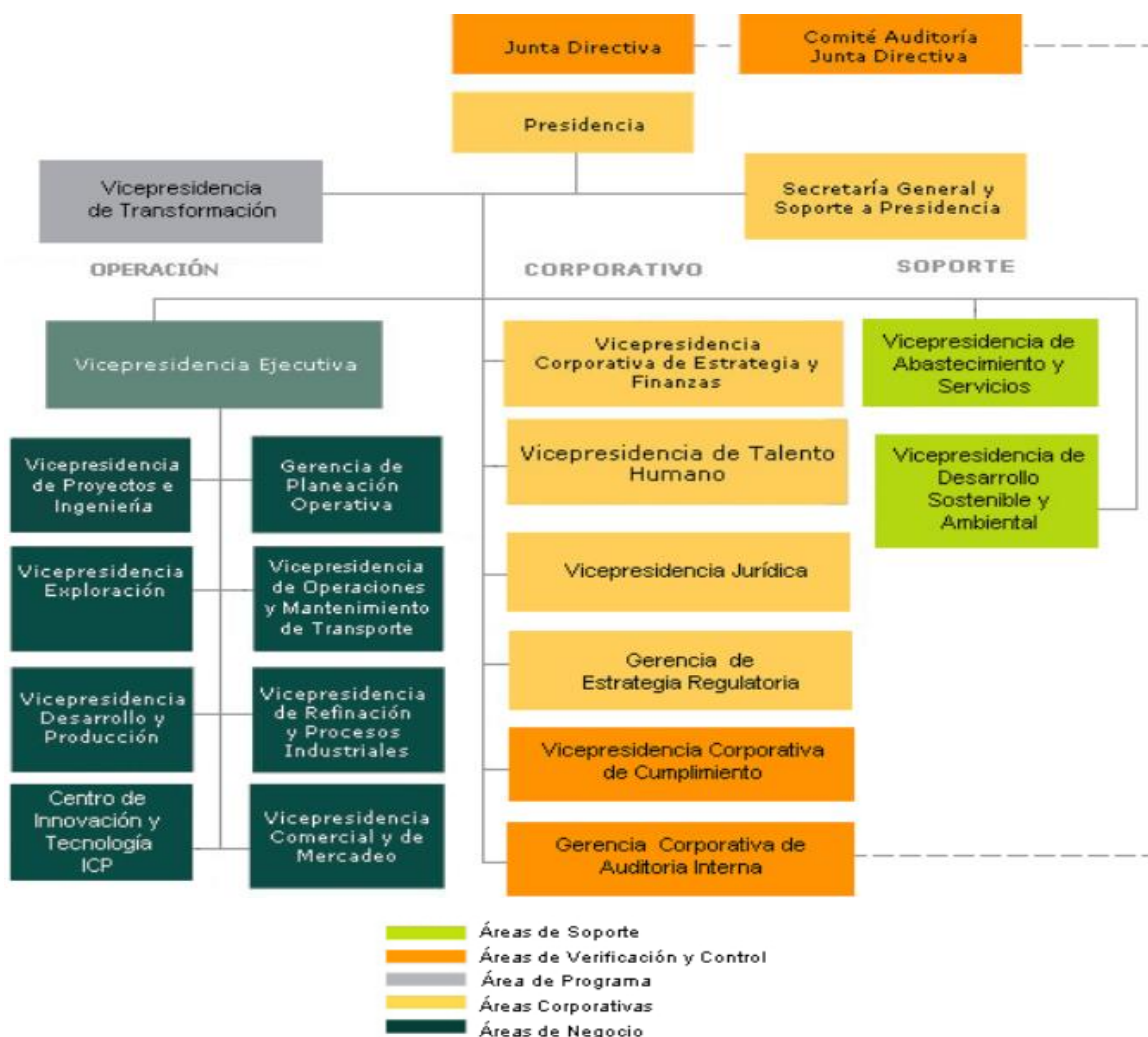 Junta Directiva
Comité Auditoría
Junta Directiva
Presidencia
Vicepresidencia
de Transformación
Secretaría General y
Soporte a Presidencia
OPERACIÓN
CORPORATIVO
SOPORTE
Vicepresidencia Ejecutiva
Vicepresidencia
Corporativa de Estrategia y
Finanzas
Vicepresidencia de
Abastecimiento y
Servicios
Vicepresidencia
de Proyectos e
Ingeniería
Gerencia de
Planeación
Operativa
Vicepresidencia de Talento
Humano
Vicepresidencia de
Desarrollo
Sostenible y
Ambiental
Vicepresidencia
Exploración
Vicepresidencia
de Operaciones
y Mantenimiento
de Transporte
Vicepresidencia Jurídica
Vicepresidencia
Desarrollo y
Producción
Vicepresidencia
de Refinación
y Procesos
Industriales
Gerencia de
Estrategia Regulatoria
Vicepresidencia Corporativa
de Cumplimiento
Centro de
Innovación y
Tecnología
ICP
Vicepresidencia
Comercial y de
Mercadeo
Gerencia Corporativa de
Auditoria Interna
Áreas de Soporte
Áreas de Verificación y Control
Área de Programa
Áreas Corporativas
Áreas de Negocio